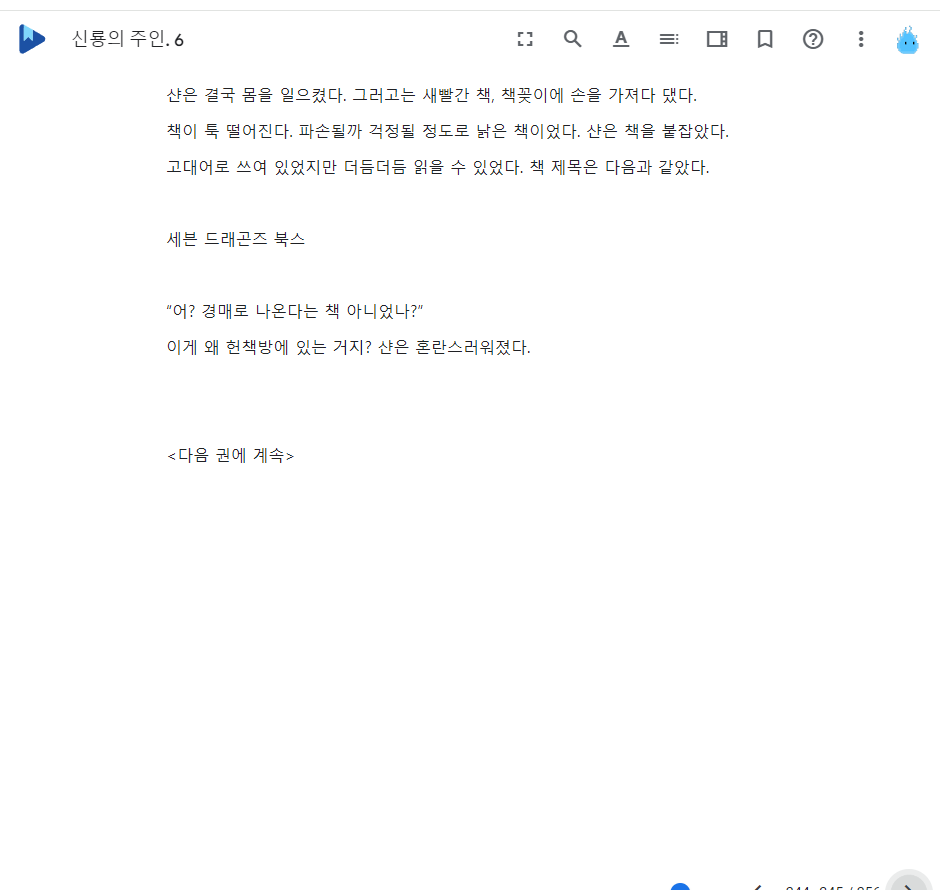 신룡의 주인. 6
샨은 결국 몸을 일으켰다. 그러고는 새빨간 책, 책꽂이에 손을 가져다 댔다.
책이 툭 떨어진다. 파손될까 걱정될 정도로 낡은 책이었다. 샨은 책을 붙잡았다.
고대어로 쓰여 있었지만 더듬더듬 읽을 수 있었다. 책 제목은 다음과 같았다.
세븐 드래곤즈 북스
“어? 경매로 나온다는 책 아니었나?”
이게 왜 헌책방에 있는 거지? 샨은 혼란스러워졌다.
<다음 권에 계속>